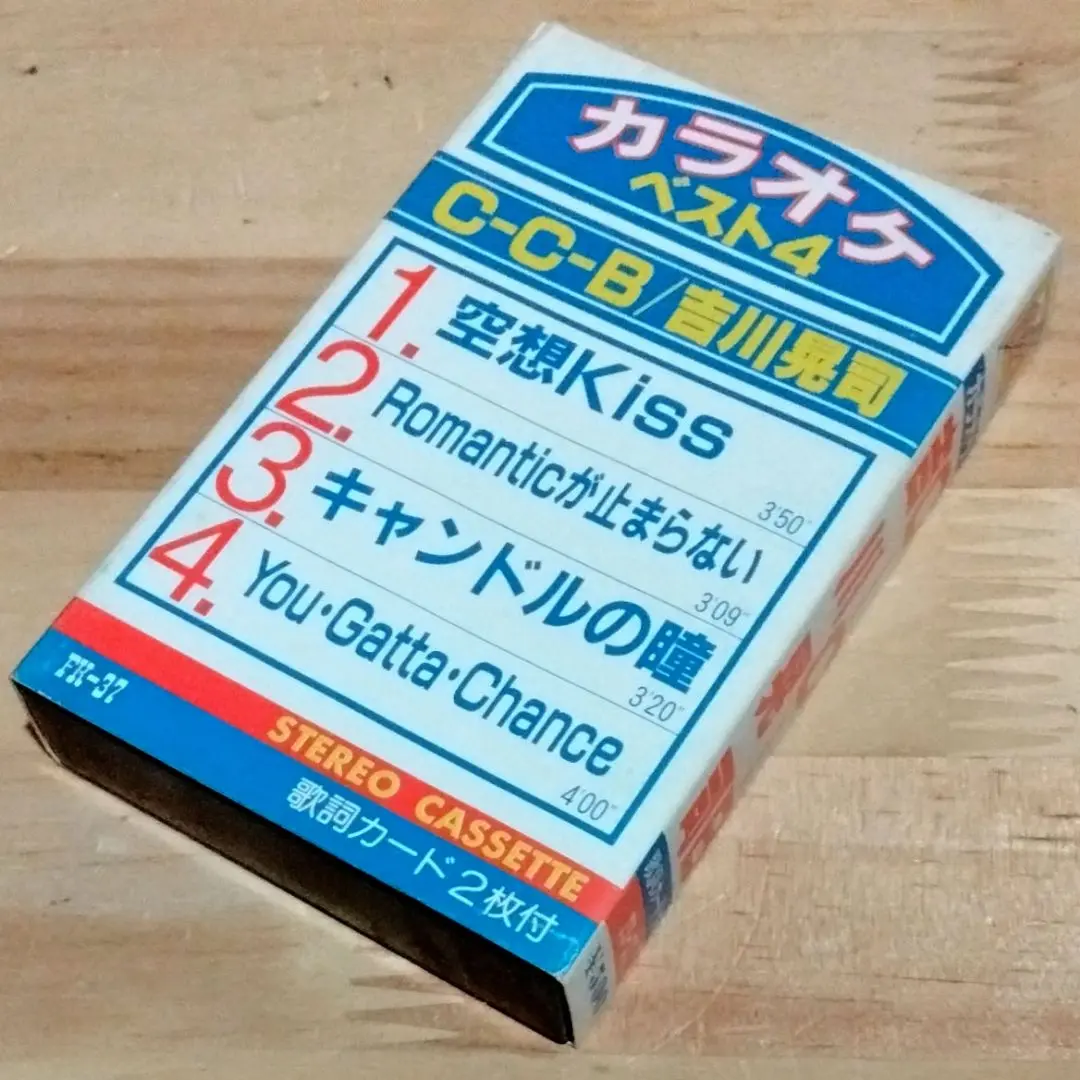 カラオケ
ベスト4
C-C-B/吉川晃司
1. 空想Kiss
3'50"
2. Romanticが止まらない
3'09"
3. キャンドルの瞳
3'20"
4. You・Gatta・Chance
4'00"
FK-37
STEREO CASSETTE
歌詞カード2枚付